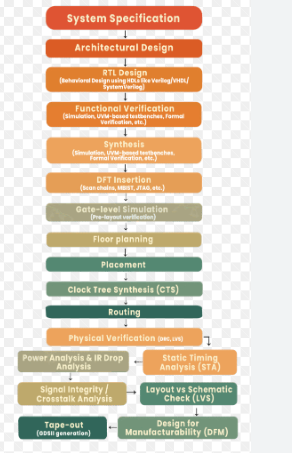 System Specification
Architectural Design
RTL Design
(Behavioral Design using HDLs like Verilog/VHDL/
SystemVerilog)
Functional Verification
(Simulation, UVM-based testbenches, Formal
Verification, etc.)
Synthesis
(Simulation, UVM-based testbenches,
Formal Verification, etc.)
DFT Insertion
(Scan chains, MBIST, JTAG, etc.)
Gate-level Simulation
(Pre-layout verification)
Floor planning
Placement
Clock Tree Synthesis (CTS)
Routing
Physical Verification (DRC, LVS)
Static Timing
Analysis (STA)
Power Analysis & IR Drop
Analysis
Signal Integrity /
Crosstalk Analysis
Layout vs Schematic
Check (LVS)
Design for
Manufacturability (DFM)
Tape-out
(GDSII generation)